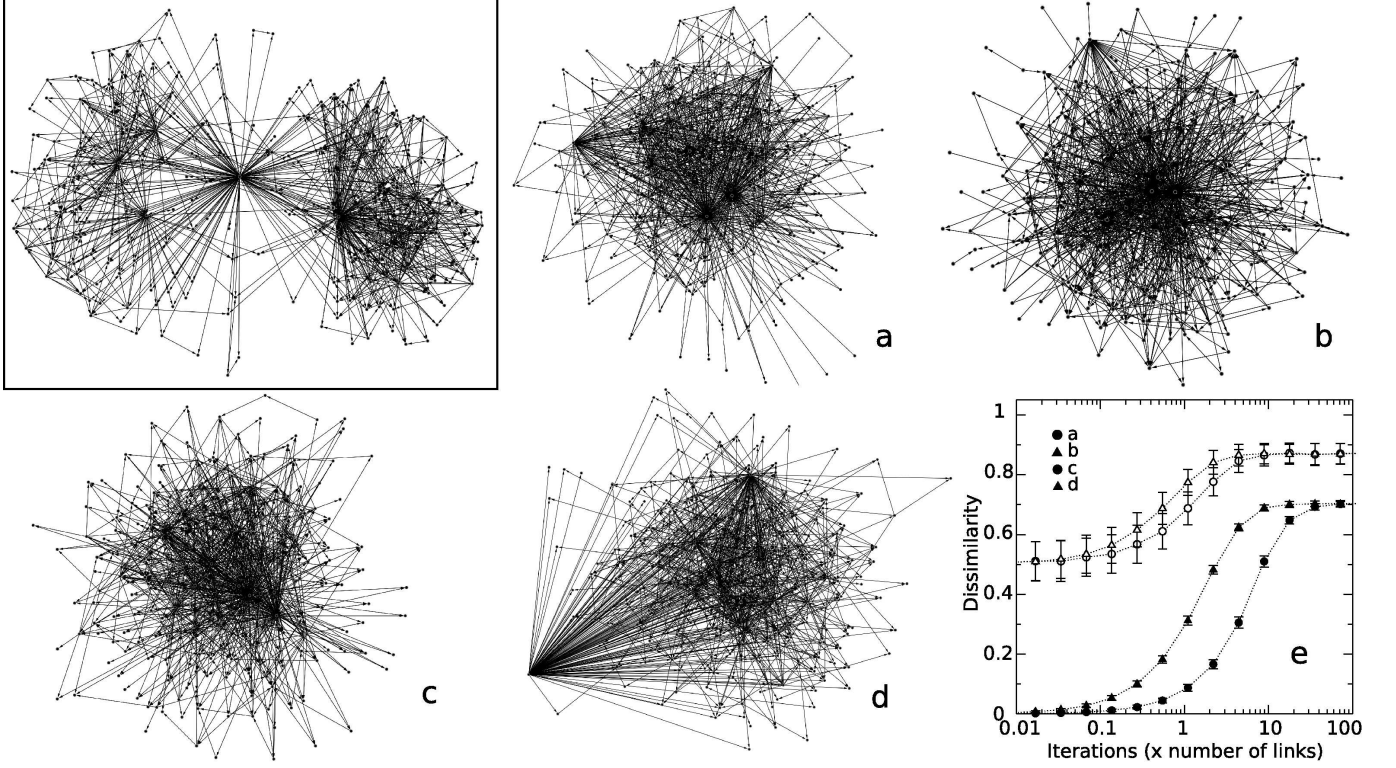 a
b
c
d
1
0.8
0.6
0.4
0.2
0
Dissimilarity
a
b
c
d
e
0.01 0.1 1 10 100
Iterations (x number of links)